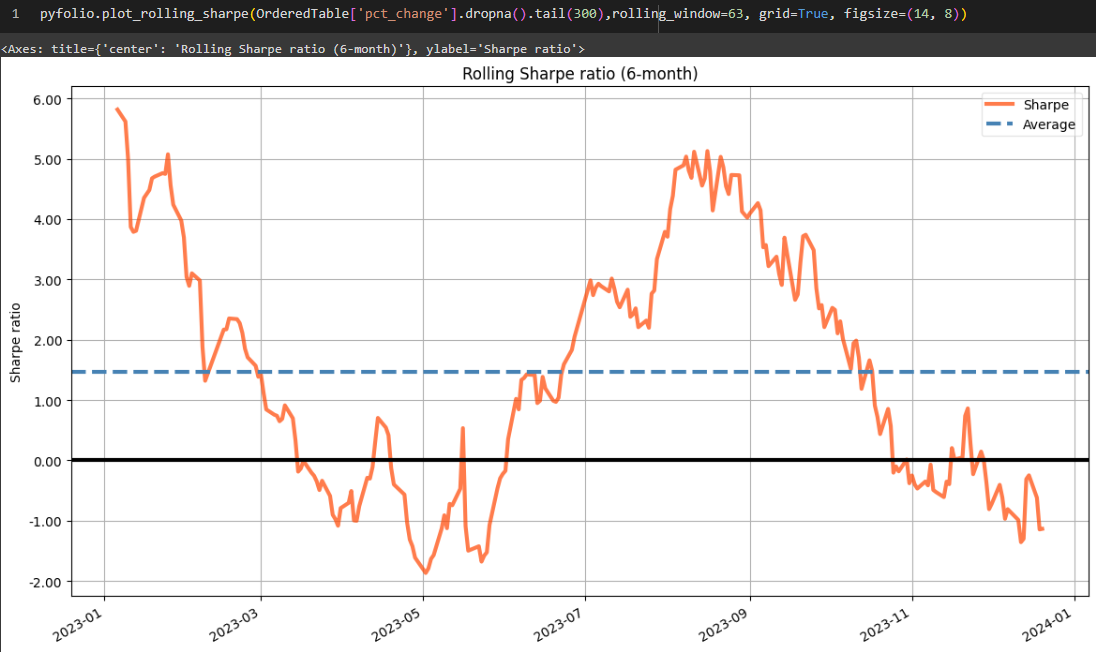 1 pyfolio.plot_rolling_sharpe(OrderedTable['pct_change'].dropna().tail(300),rolling_window=63, grid=True, figsize=(14, 8))
<Axes: title={'center': 'Rolling Sharpe ratio (6-month)'}, ylabel='Sharpe ratio'>
Rolling Sharpe ratio (6-month)
Sharpe
Average
6.00
5.00
4.00
3.00
2.00
1.00
0.00
-1.00
-2.00
Sharpe ratio
2023-01
2023-03
2023-05
2023-07
2023-09
2023-11
2024-01